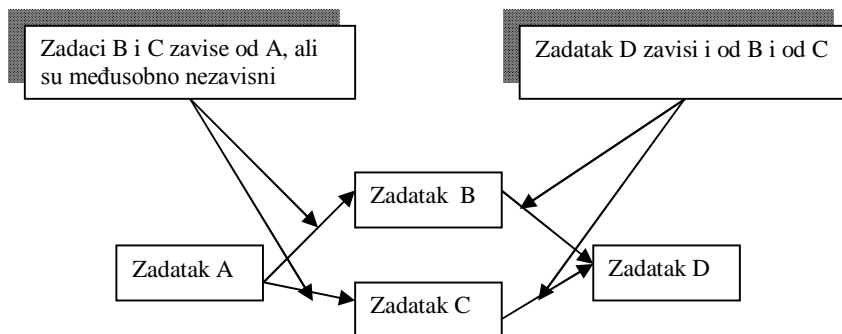 Zadaci B i C zavise od A, ali
su međusobno nezavisni
Zadatak D zavisi i od B i od C
Zadatak B
Zadatak A
Zadatak D
Zadatak C